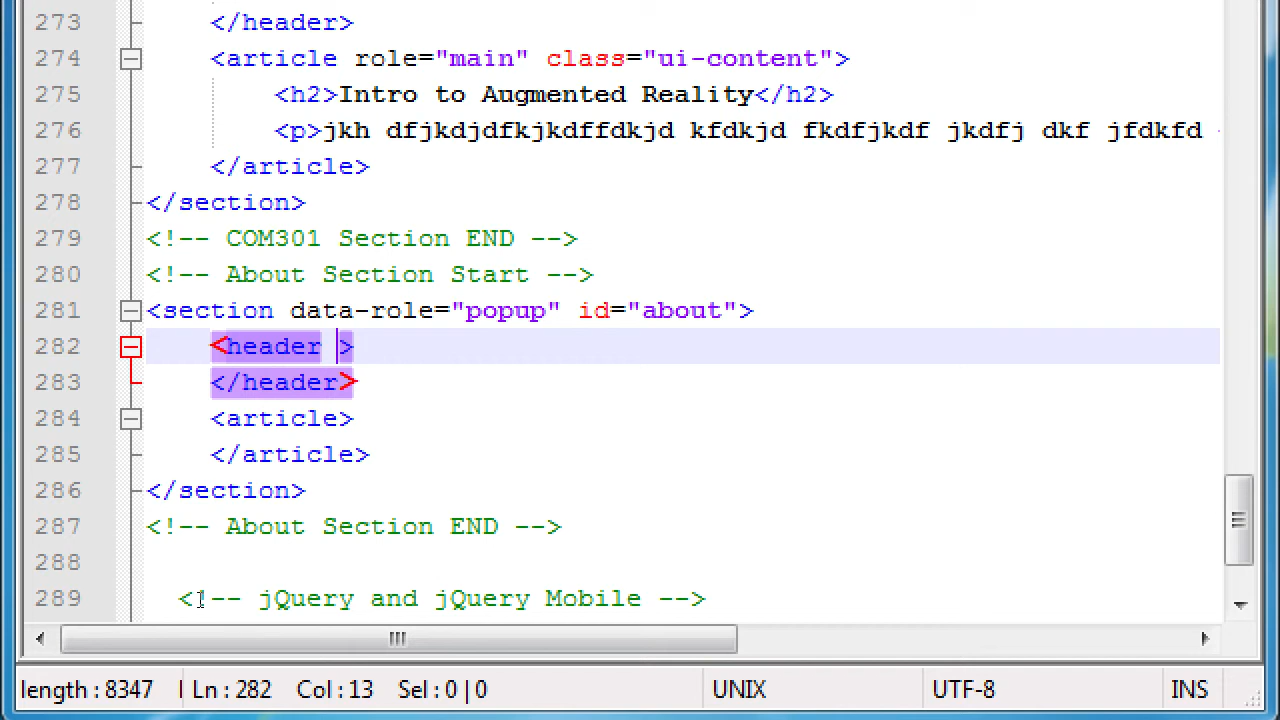 273 </header>
274 <article role="main" class="ui-content">
275 <h2>Intro to Augmented Reality</h2>
276 <p>jkh dfjkdjdfkjkdffdkjd kfdkjd fkdfjkdf jkdfj dkf jfdkfd
277 </article>
278 </section>
279 <!-- COM301 Section END -->
280 <!-- About Section Start -->
281 <section data-role="popup" id="about">
282 <header >
283 </header>
284 <article>
285 </article>
286 </section>
287 <!-- About Section END -->
288
289 <!-- jQuery and jQuery Mobile -->
length : 8347 l Ln : 282 Col : 13 Sel : 0 | 0 UNIX UTF-8 INS